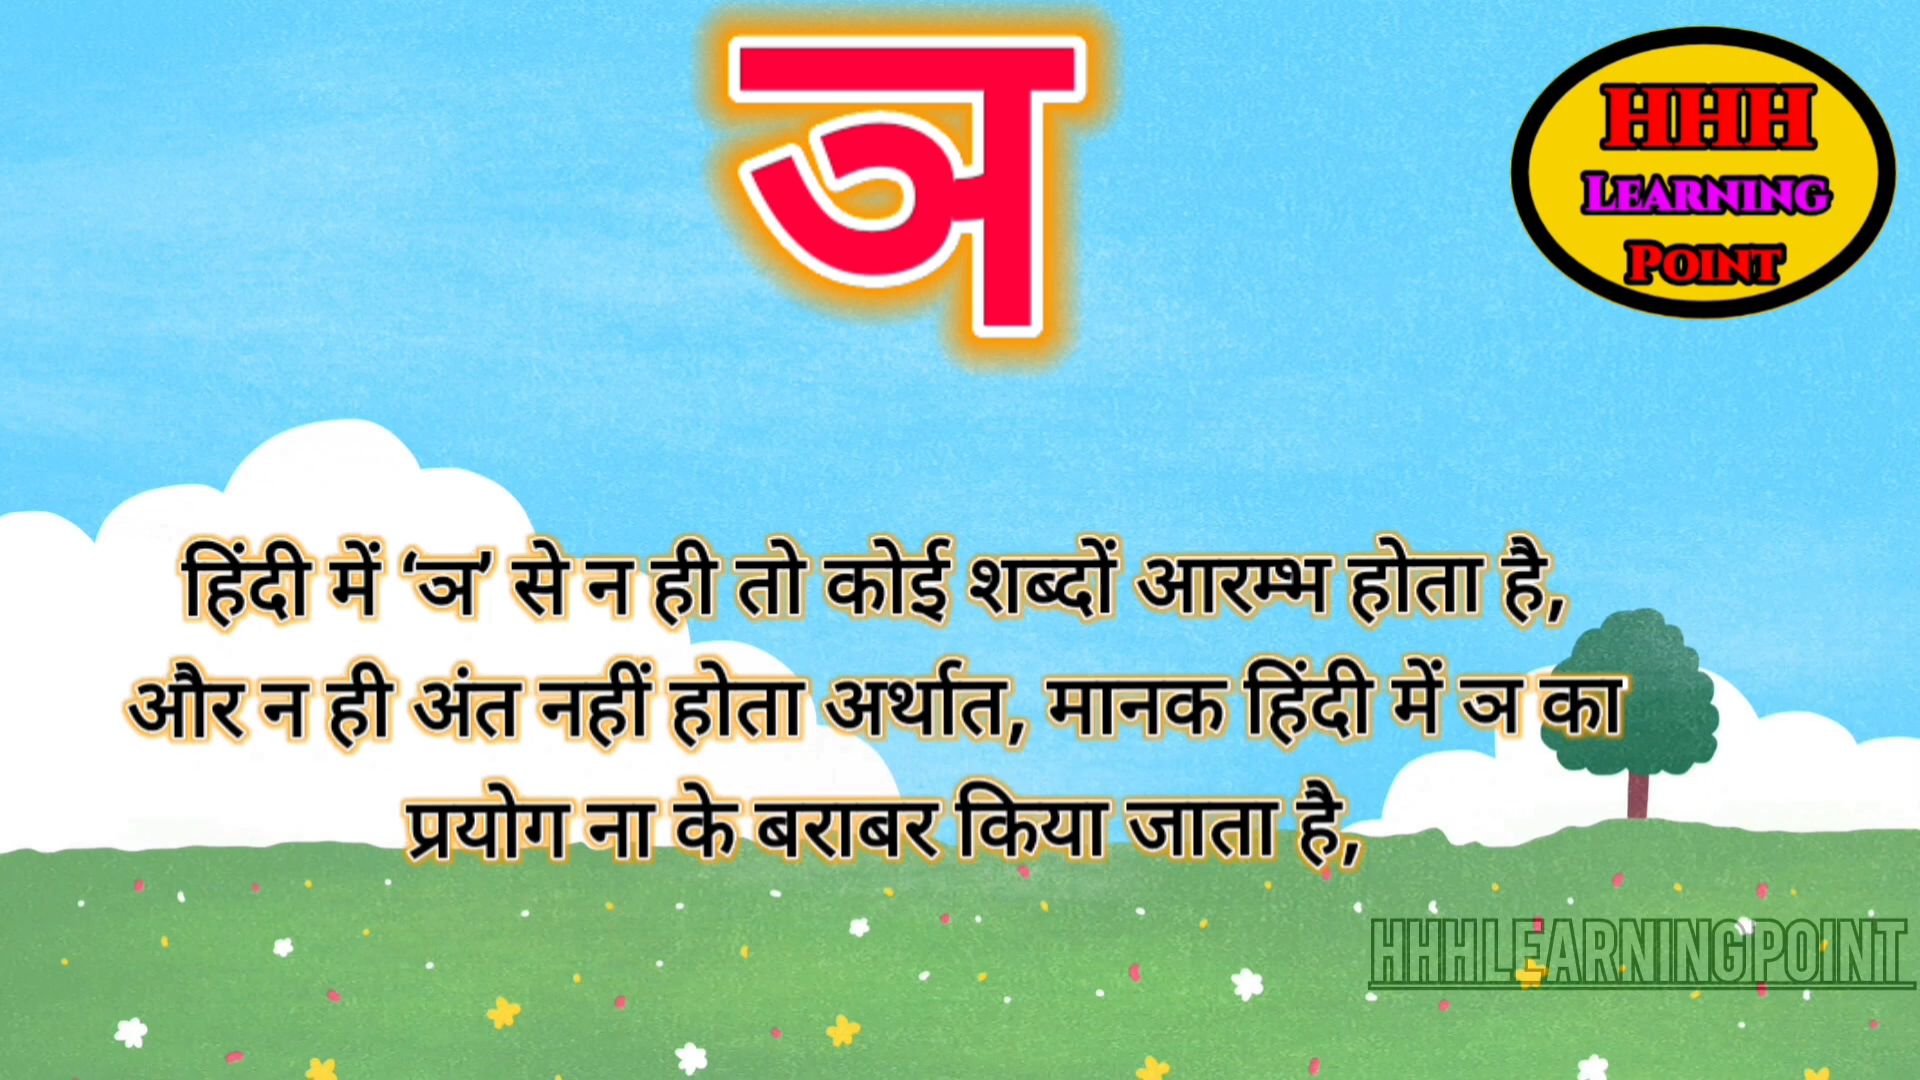 ञ
HHH
LEARNING
POINT
हिंदी में ‘ञ’ से न ही तो कोई शब्दों आरम्भ होता है,
और न ही अंत नहीं होता अर्थात, मानक हिंदी में ञ का
प्रयोग ना के बराबर किया जाता है,
HHHLEARNINGPOINT